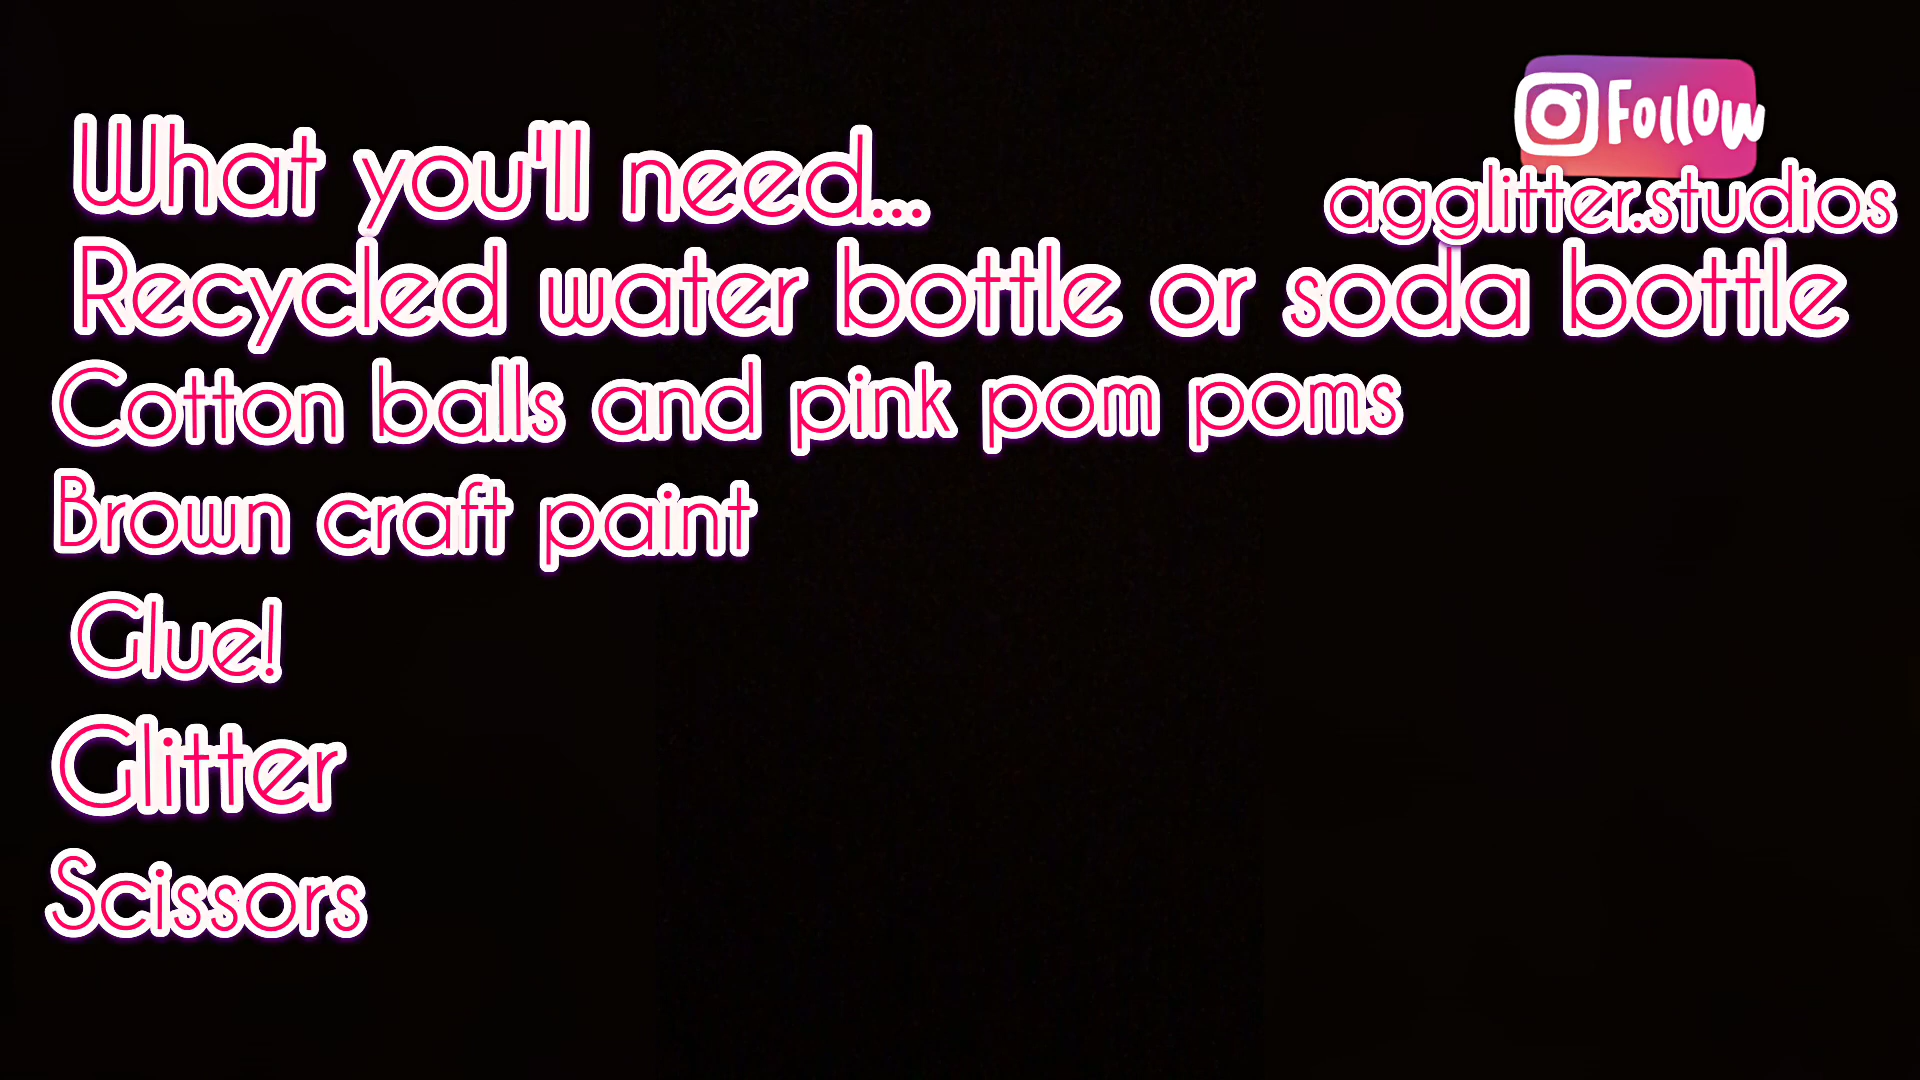 Follow
agglitter.studios
What you'll need...
Recycled water bottle or soda bottle
Cotton balls and pink pom poms
Brown craft paint
Glue!
Glitter
Scissors